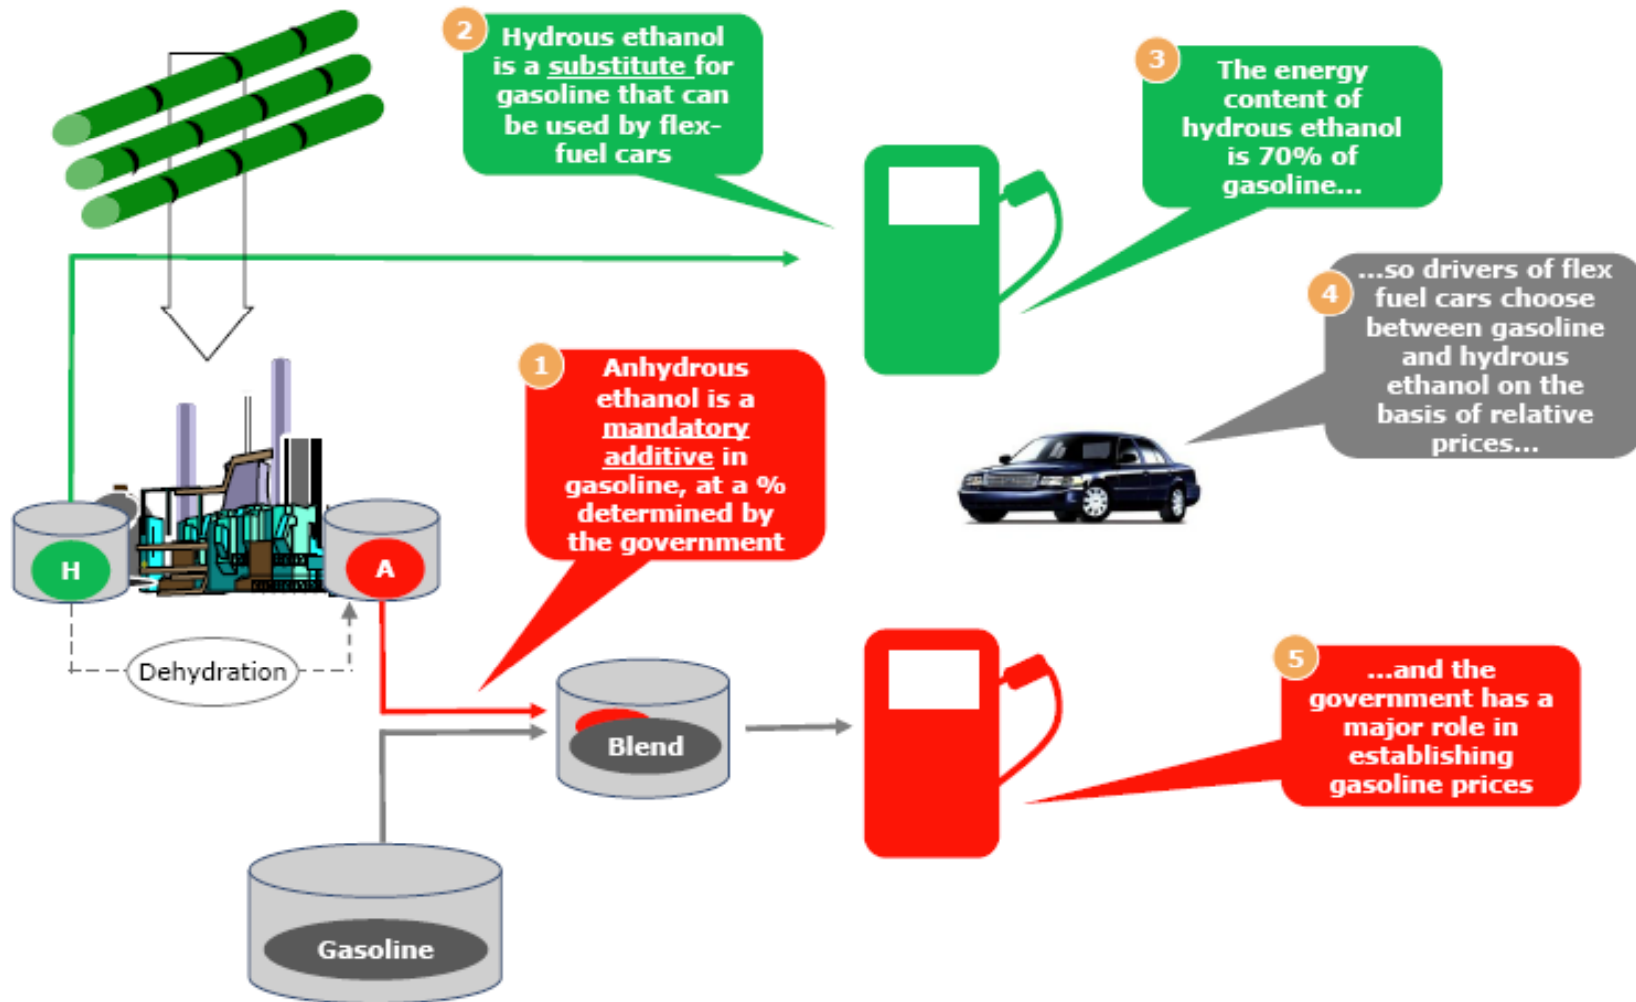 2
Hydrous ethanol
is a substitute for
gasoline that can
be used by flex-
fuel cars
3
The energy
content of
hydrous ethanol
is 70% of
gasoline...
4
...so drivers of flex
fuel cars choose
between gasoline
and hydrous
ethanol on the
basis of relative
prices...
1
Anhydrous
ethanol is a
mandatory
additive in
gasoline, at a %
determined by
the government
H
A
Dehydration
Blend
5
...and the
government has a
major role in
establishing
gasoline prices
Gasoline